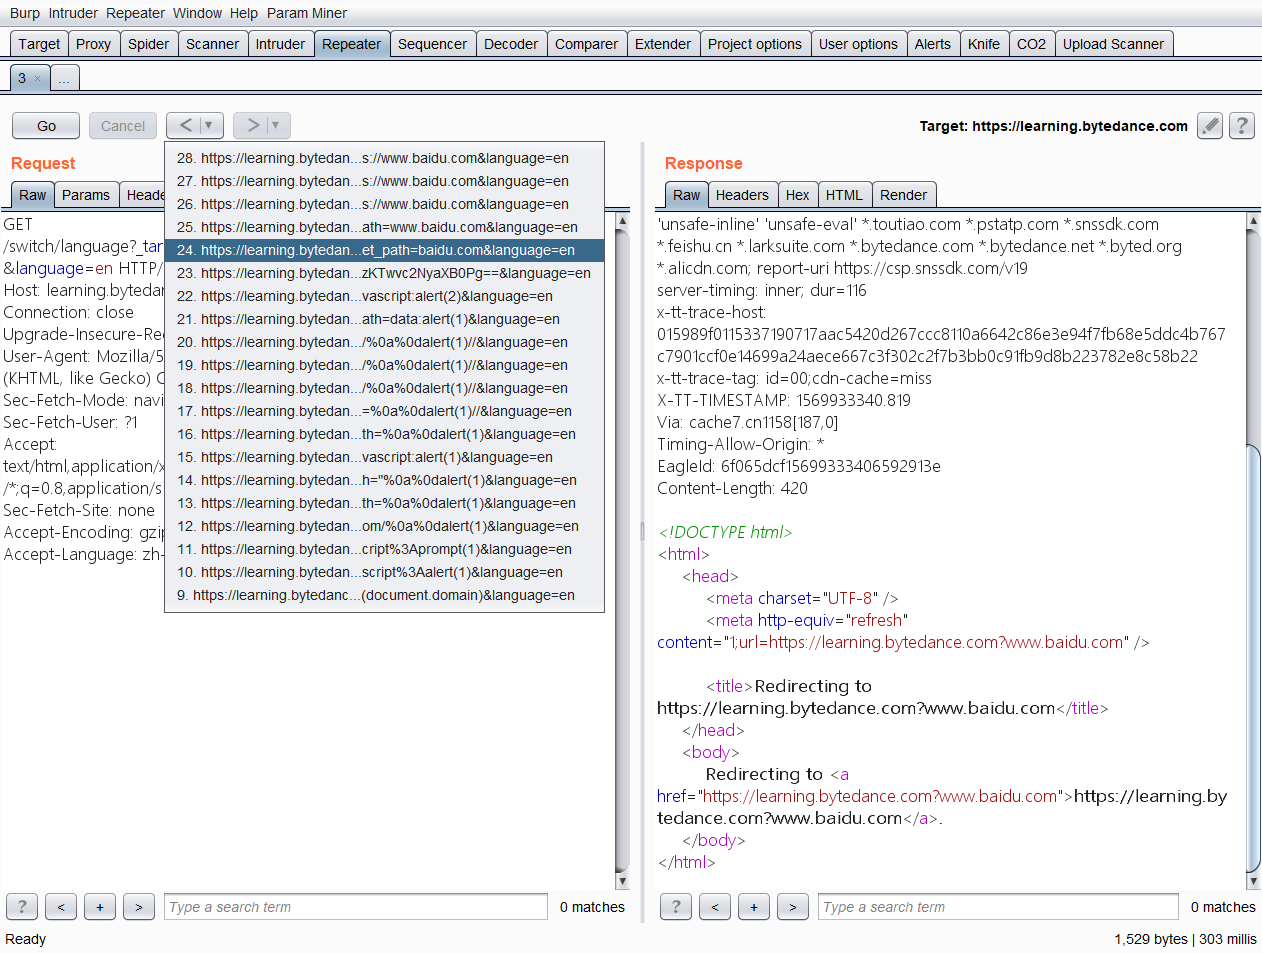 Burp Intruder Repeater Window Help Param Miner
Target Proxy Spider Scanner Intruder Repeater Sequencer Decoder Comparer Extender Project options User options Alerts Knife CO2 Upload Scanner
3 × ...
Go Cancel < > Target: https://learning.bytedance.com ?
Request
Raw Params Heade
GET
/switch/language?_tar
&language=en HTTP/
Host: learning.bytedar
Connection: close
Upgrade-Insecure-Re
User-Agent: Mozilla/5
(KHTML, like Gecko) C
Sec-Fetch-Mode: navi
Sec-Fetch-User: ?1
Accept:
text/html,application/x
/*;q=0.8,application/s
Sec-Fetch-Site: none
Accept-Encoding: gzip
Accept-Language: zh-
28. https://learning.bytedan...s://www.baidu.com&language=en
27. https://learning.bytedan...s://www.baidu.com&language=en
26. https://learning.bytedan...s://www.baidu.com&language=en
25. https://learning.bytedan...ath=www.baidu.com&language=en
24. https://learning.bytedan...et_path=baidu.com&language=en
23. https://learning.bytedan...zKTwvc2NyaXB0Pg==&language=en
22. https://learning.bytedan...vascript:alert(2)&language=en
21. https://learning.bytedan...ath=data:alert(1)&language=en
20. https://learning.bytedan.../%0a%0dalert(1)//&language=en
19. https://learning.bytedan.../%0a%0dalert(1)//&language=en
18. https://learning.bytedan.../%0a%0dalert(1)//&language=en
17. https://learning.bytedan...=%0a%0dalert(1)//&language=en
16. https://learning.bytedan...th=%0a%0dalert(1)&language=en
15. https://learning.bytedan...vascript:alert(1)&language=en
14. https://learning.bytedan...h="%0a%0dalert(1)&language=en
13. https://learning.bytedan...th=%0a%0dalert(1)&language=en
12. https://learning.bytedan...om/%0a%0dalert(1)&language=en
11. https://learning.bytedan...cript%3Aprompt(1)&language=en
10. https://learning.bytedan...script%3Aalert(1)&language=en
9. https://learning.bytedanc...(document.domain)&language=en
Response
Raw Headers Hex HTML Render
'unsafe-inline' 'unsafe-eval' *.toutiao.com *.pstatp.com *.snssdk.com
*.feishu.cn *.larksuite.com *.bytedance.com *.bytedance.net *.byted.org
*.alicdn.com; report-uri https://csp.snssdk.com/v19
server-timing: inner; dur=116
x-tt-trace-host:
015989f0115337190717aac5420d267ccc8110a6642c86e3e94f7fb68e5ddc4b767
c7901ccf0e14699a24aece667c3f302c2f7b3bb0c91fb9d8b223782e8c58b22
x-tt-trace-tag: id=00;cdn-cache=miss
X-TT-TIMESTAMP: 1569933340.819
Via: cache7.cn1158[187,0]
Timing-Allow-Origin: *
EagleId: 6f065dcf15699333406592913e
Content-Length: 420
<!DOCTYPE html>
<html>
<head>
<meta charset="UTF-8" />
<meta http-equiv="refresh"
content="1;url=https://learning.bytedance.com?www.baidu.com" />
<title>Redirecting to
https://learning.bytedance.com?www.baidu.com</title>
</head>
<body>
Redirecting to <a
href="https://learning.bytedance.com?www.baidu.com">https://learning.by
tedance.com?www.baidu.com</a>.
</body>
</html>
? < + > Type a search term 0 matches
? < + > Type a search term 0 matches
Ready 1,529 bytes | 303 millis